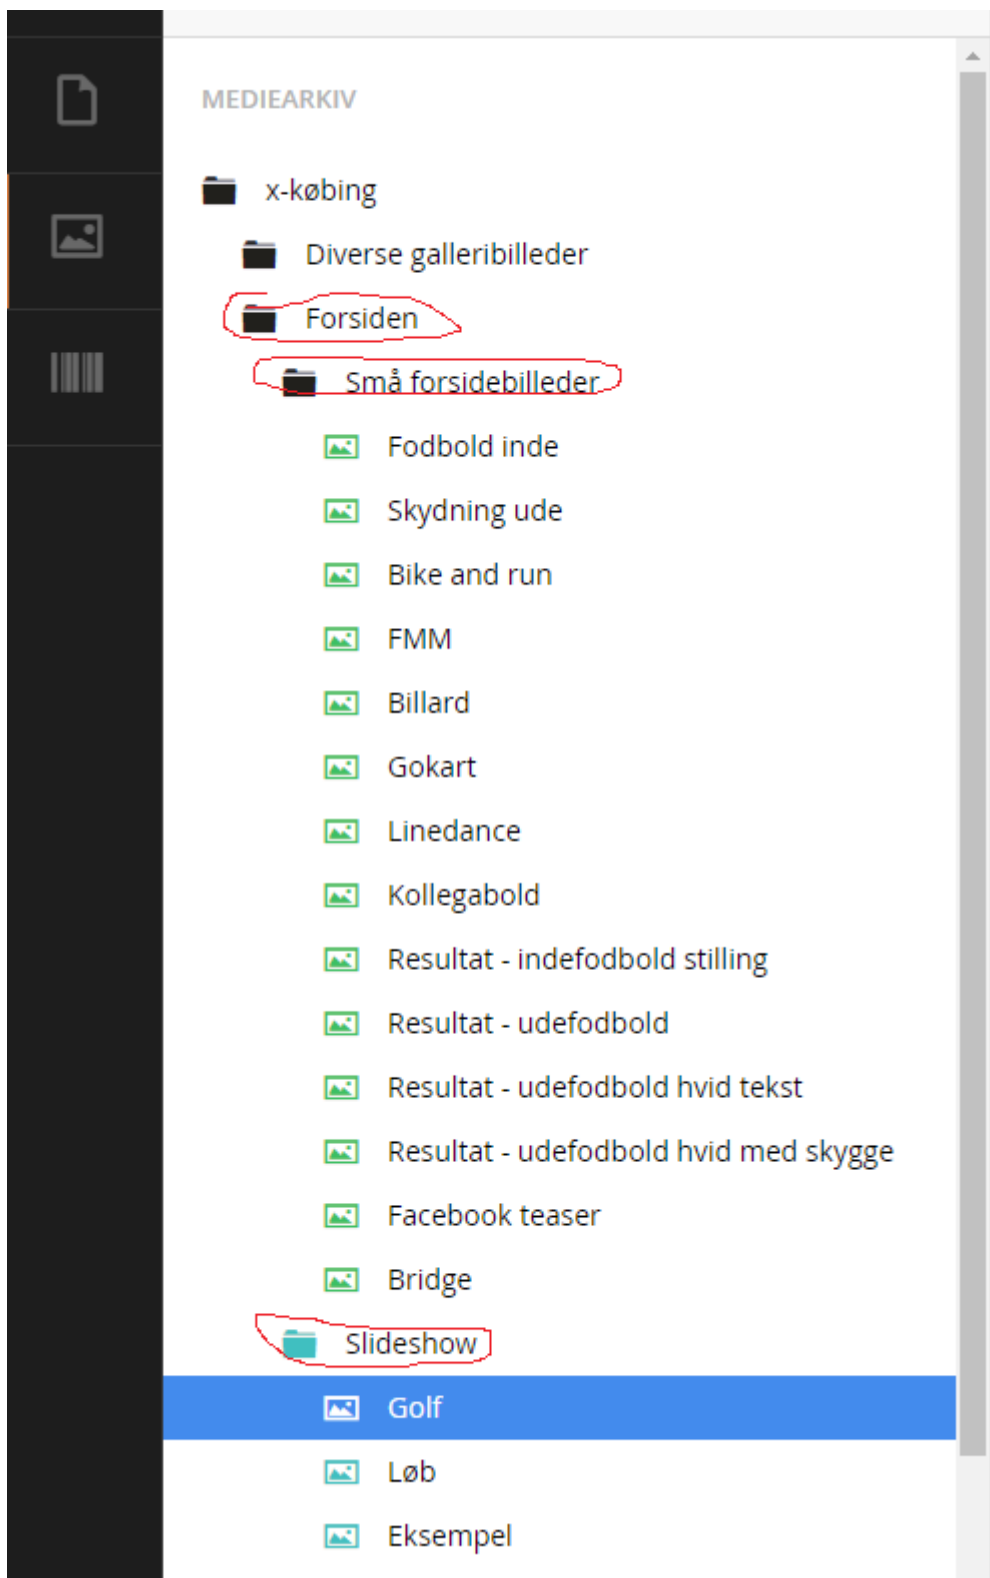 MEDIEARKIV
x-købing
Diverse galleribilleder
Forsiden
Små forsidebilleder
Fodbold inde
Skydning ude
Bike and run
FMM
Billard
Gokart
Linedance
Kollegabold
Resultat - indefodbold stilling
Resultat - udefodbold
Resultat - udefodbold hvid tekst
Resultat - udefodbold hvid med skygge
Facebook teaser
Bridge
Slideshow
Golf
Løb
Eksempel